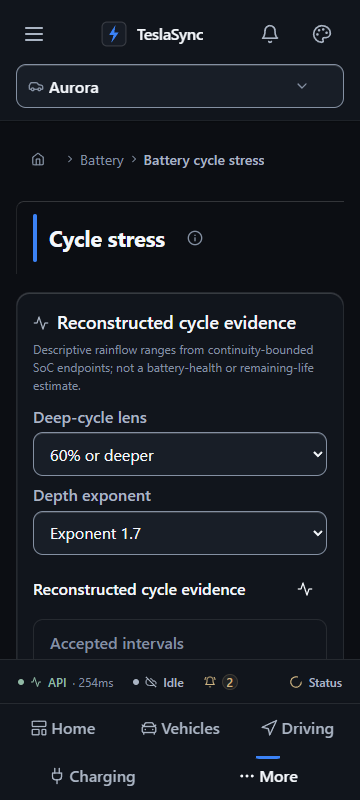 TeslaSync
Aurora
Battery
Battery cycle stress
Cycle stress
Reconstructed cycle evidence
Descriptive rainflow ranges from continuity-bounded
SoC endpoints; not a battery-health or remaining-life
estimate.
Deep-cycle lens
60% or deeper
Depth exponent
Exponent 1.7
Reconstructed cycle evidence
Accepted intervals
API · 254ms
Idle
2
Status
Home
Vehicles
Driving
Charging
More